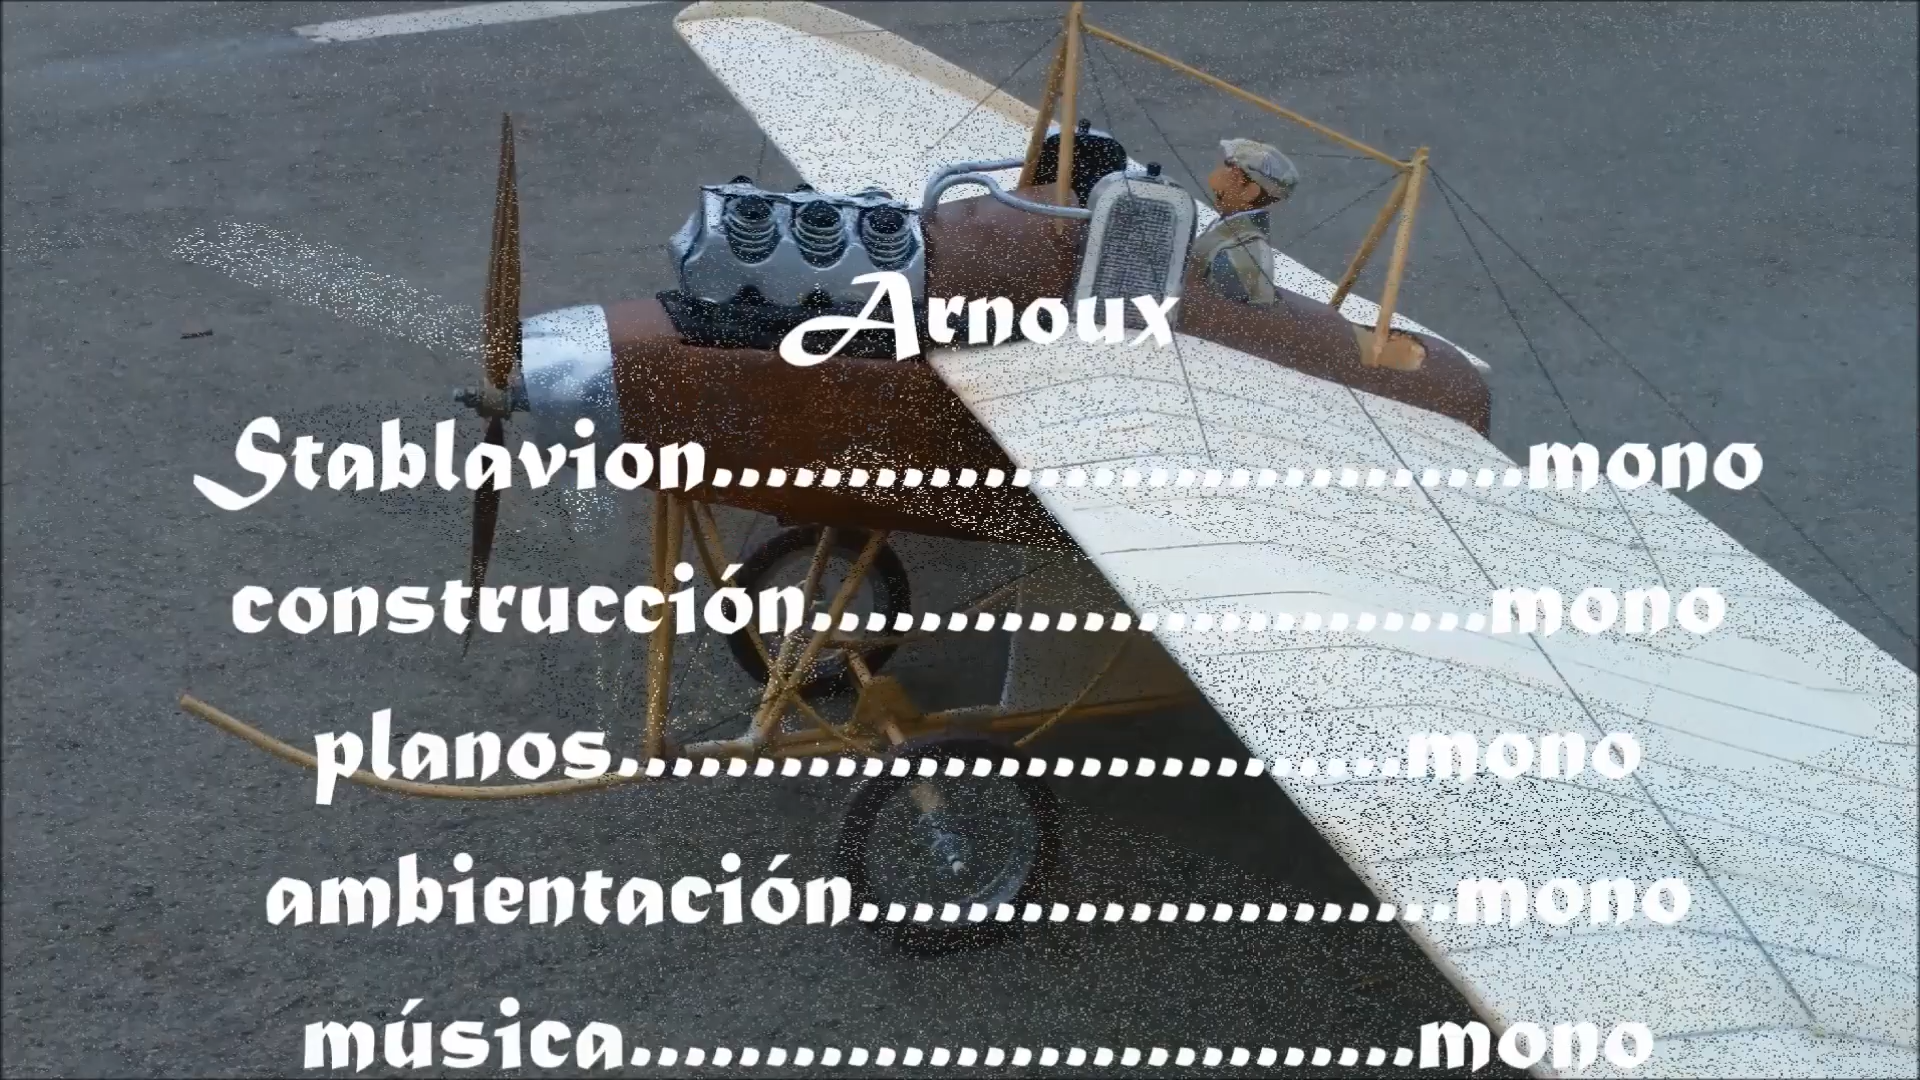 Arnoux
Stablavion..............................mono
construcción.........................mono
planos.............................mono
ambientación......................mono
música.............................mono